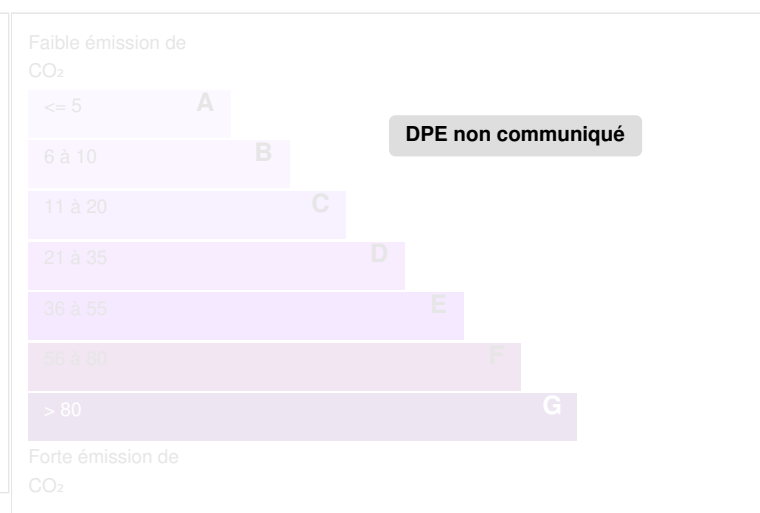 Faible émission de
CO₂
<= 5 A
DPE non communiqué
6 à 10 B
11 à 20 C
21 à 35 D
36 à 55 E
56 à 80 F
> 80 G
Forte émission de
CO₂